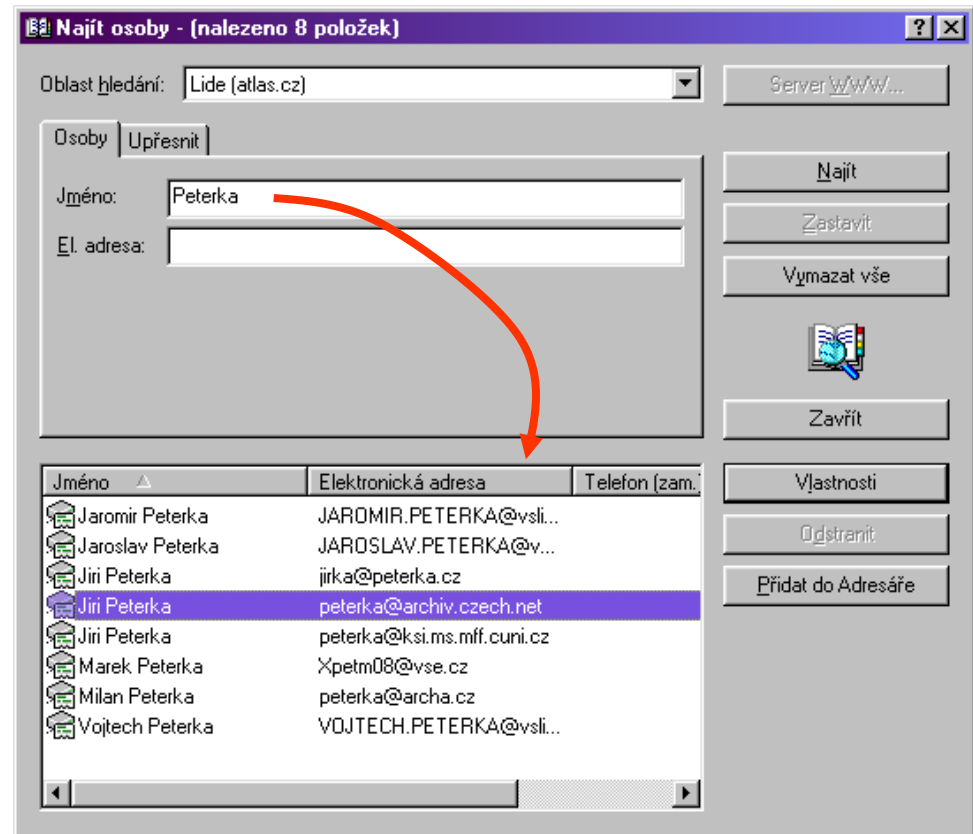 Najít osoby - (nalezeno 8 položek)
Oblast hledání: Lide (atlas.cz)
Server WWW...
Osoby Upřesnit
Jméno: Peterka
El. adresa:
Najít
Zastavit
Vymazat vše
Zavřít
Vlastnosti
Odstranit
Přidat do Adresáře
Jméno Elektronická adresa Telefon (zam.)
Jaromir Peterka JAROMIR.PETERKA@vsli...
Jaroslav Peterka JAROSLAV.PETERKA@v...
Jiri Peterka jirka@peterka.cz
Jiri Peterka peterka@archiv.czech.net
Jiri Peterka peterka@ksi.ms.mff.cuni.cz
Marek Peterka Xpetm08@vse.cz
Milan Peterka peterka@archa.cz
Vojtech Peterka VOJTECH.PETERKA@vsli...